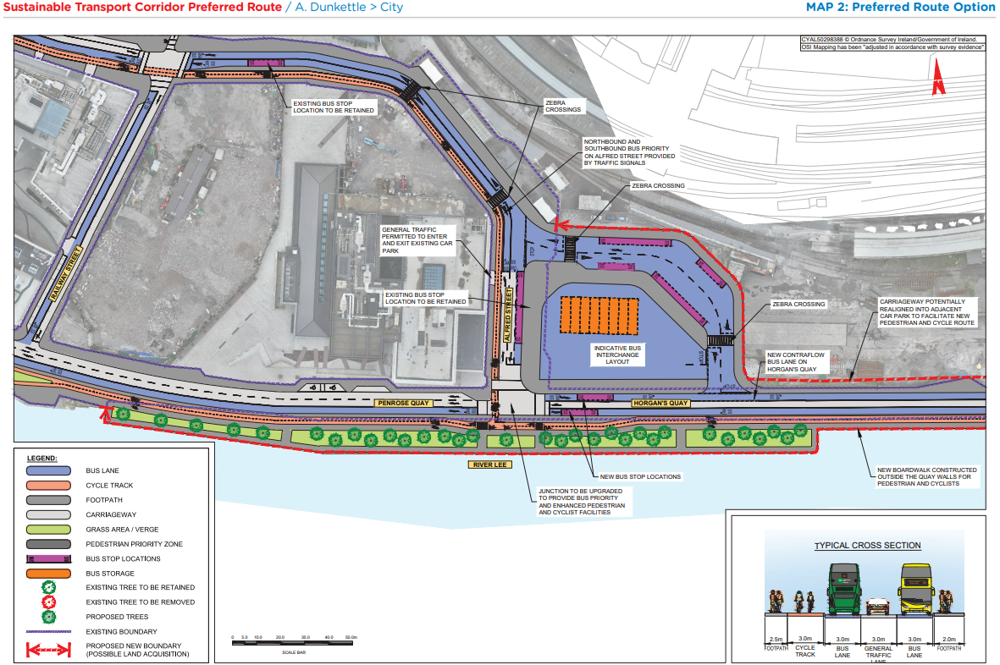 Sustainable Transport Corridor Preferred Route / A. Dunkettle > City
MAP 2: Preferred Route Option
CYAL50298388 © Ordnance Survey Ireland/Government of Ireland.
OSI Mapping has been "adjusted in accordance with survey evidence"
N
EXISTING BUS STOP
LOCATION TO BE RETAINED
ZEBRA
CROSSINGS
NORTHBOUND AND
SOUTHBOUND BUS PRIORITY
ON ALFRED STREET PROVIDED
BY TRAFFIC SIGNALS
ZEBRA CROSSING
GENERAL TRAFFIC
PERMITTED TO ENTER
AND EXIT EXISTING CAR
PARK
STOP
RAILWAY STREET
EXISTING BUS STOP
LOCATION TO BE RETAINED
ALFRED STREET
ZEBRA CROSSING
CARRIAGEWAY POTENTIALLY
REALIGNED INTO ADJACENT
CAR PARK TO FACILITATE NEW
PEDESTRIAN AND CYCLE ROUTE
INDICATIVE BUS
INTERCHANGE
LAYOUT
STOP
NEW CONTRAFLOW
BUS LANE ON
HORGAN'S QUAY
STOP
PENROSE QUAY
HORGAN'S QUAY
RIVER LEE
NEW BUS STOP LOCATIONS
NEW BOARDWALK CONSTRUCTED
OUTSIDE THE QUAY WALLS FOR
PEDESTRIAN AND CYCLISTS
JUNCTION TO BE UPGRADED
TO PROVIDE BUS PRIORITY
AND ENHANCED PEDESTRIAN
AND CYCLIST FACILITIES
LEGEND:
BUS LANE
CYCLE TRACK
FOOTPATH
CARRIAGEWAY
GRASS AREA / VERGE
PEDESTRIAN PRIORITY ZONE
BUS STOP LOCATIONS
BUS STORAGE
EXISTING TREE TO BE RETAINED
EXISTING TREE TO BE REMOVED
PROPOSED TREES
EXISTING BOUNDARY
PROPOSED NEW BOUNDARY
(POSSIBLE LAND ACQUISITION)
0 5.0 10.0 20.0 30.0 40.0 50.0m
SCALE BAR
TYPICAL CROSS SECTION
2.5m 3.0m 3.0m 3.0m 3.0m 2.0m
FOOTPATH CYCLE TRACK BUS LANE GENERAL TRAFFIC LANE BUS LANE FOOTPATH